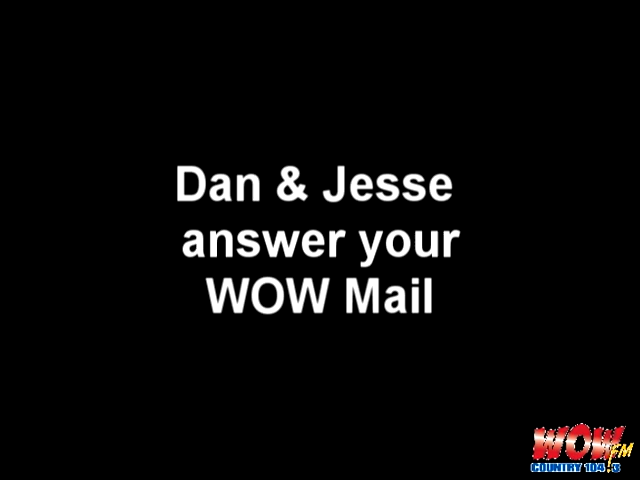 Dan & Jesse
answer your
WOW Mail
WOW FM
COUNTRY 104.3